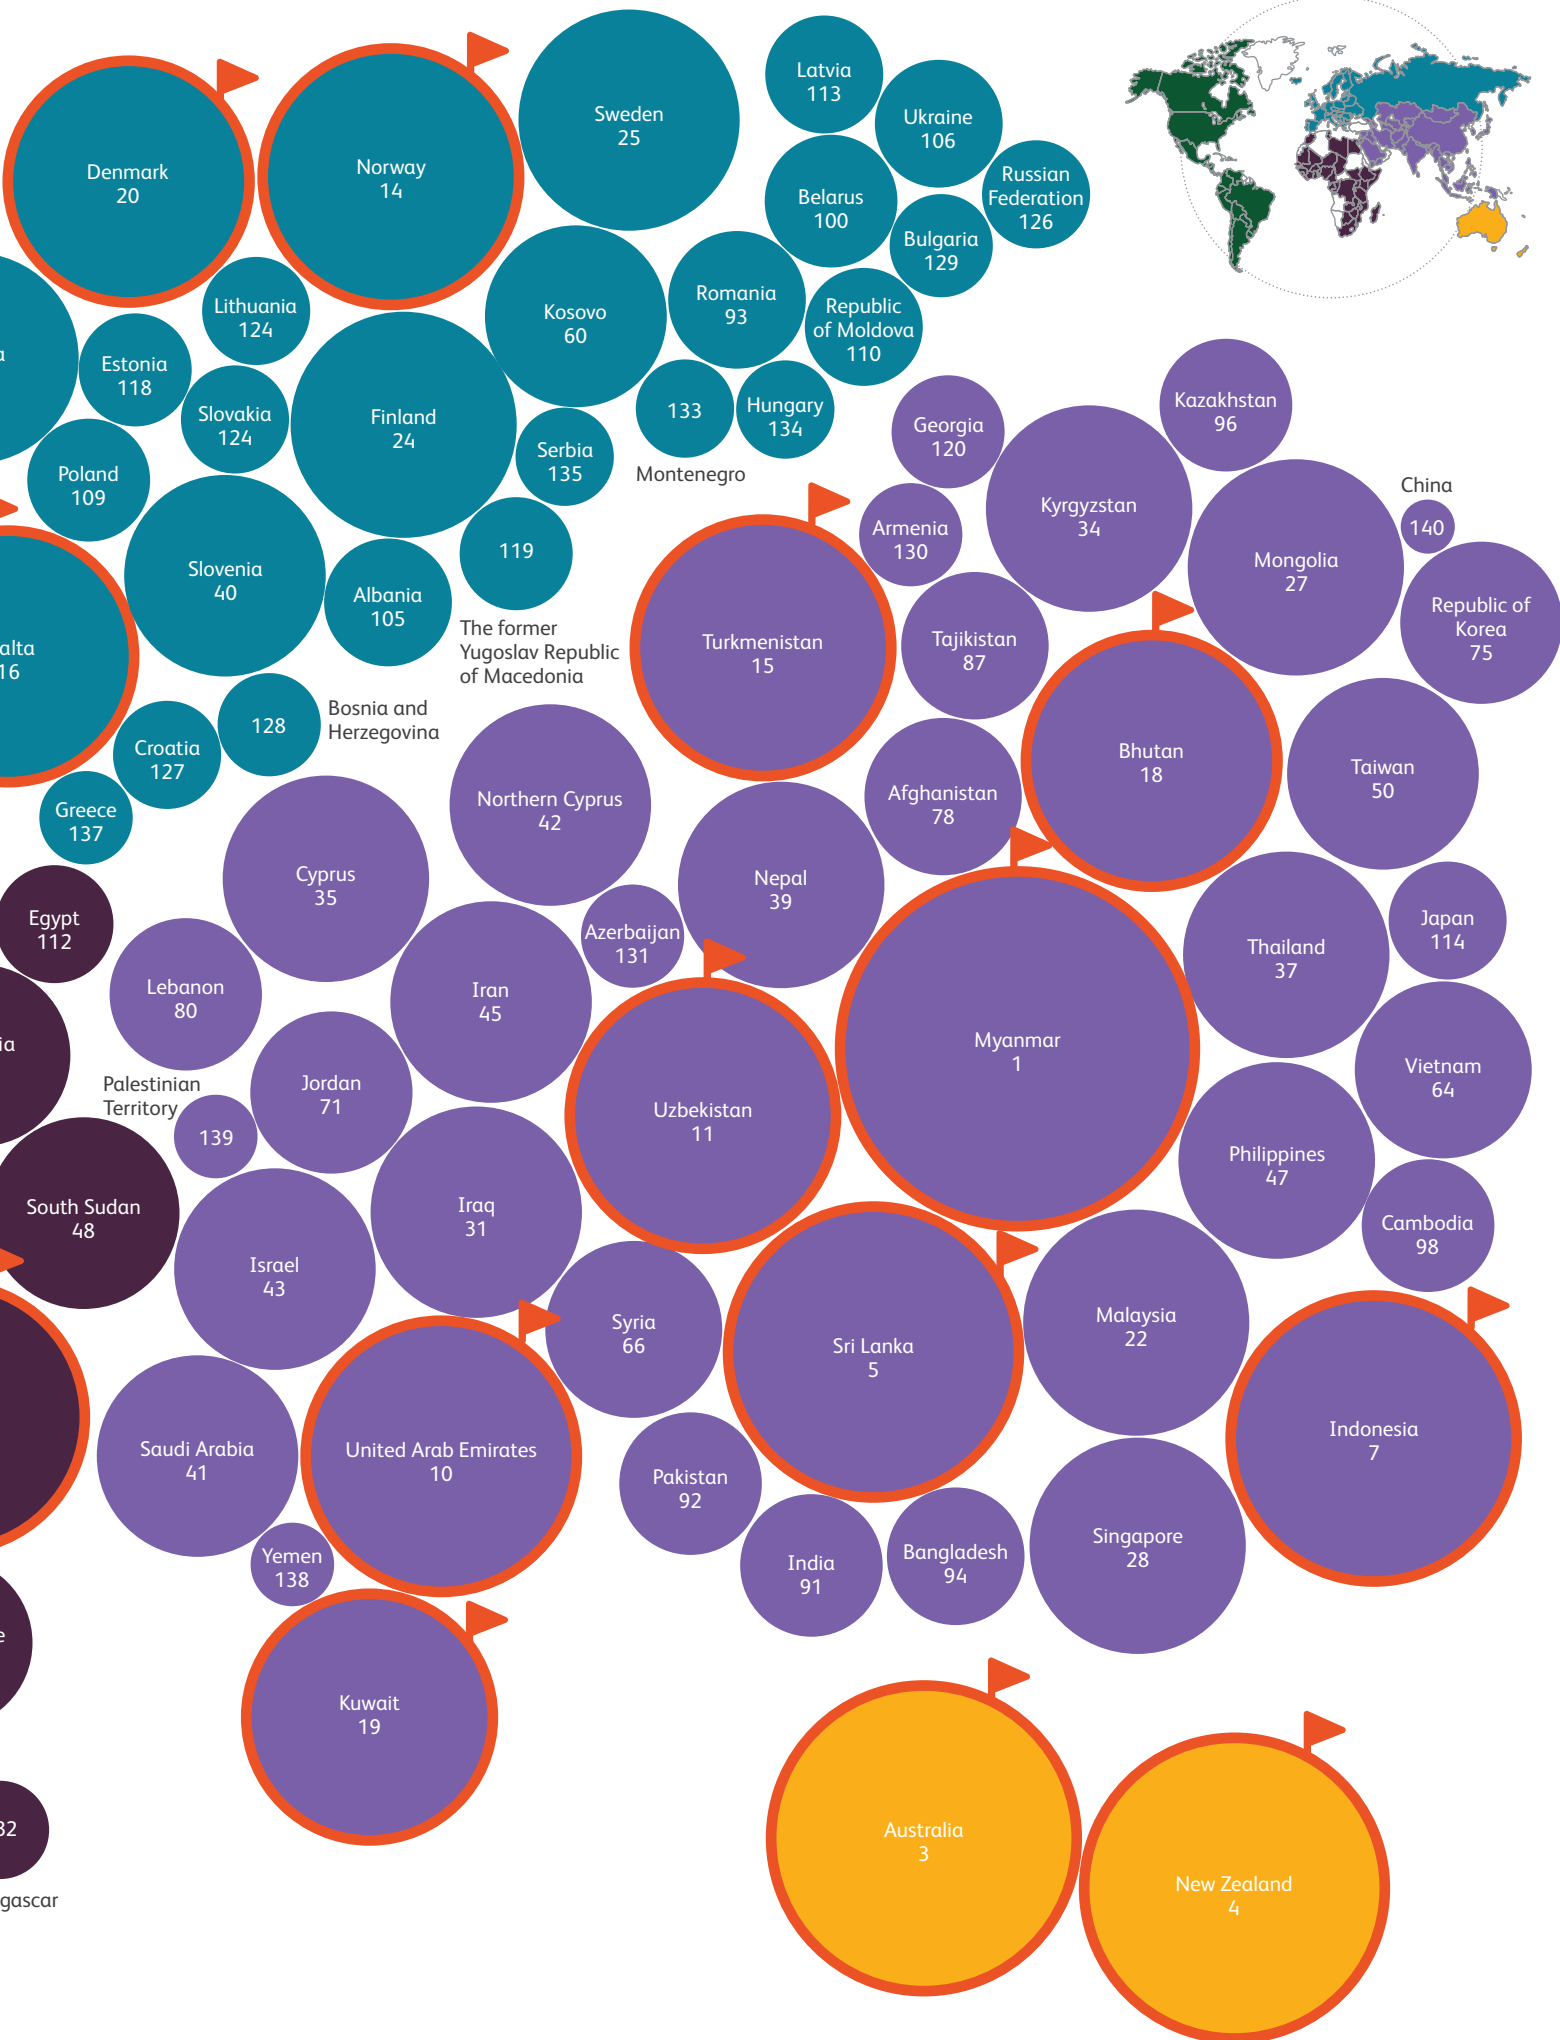 Denmark
20
Norway
14
Sweden
25
Latvia
113
Ukraine
106
Russian
Federation
126
Belarus
100
Bulgaria
129
Lithuania
124
Kosovo
60
Romania
93
Republic
of Moldova
110
a
Estonia
118
Slovakia
124
Finland
24
133
Montenegro
Hungary
134
Serbia
135
Poland
109
Slovenia
40
Albania
105
119
The former
Yugoslav Republic
of Macedonia
alta
16
Croatia
127
128
Bosnia and
Herzegovina
Greece
137
Georgia
120
Kazakhstan
96
Kyrgyzstan
34
China
140
Armenia
130
Mongolia
27
Republic of
Korea
75
Turkmenistan
15
Tajikistan
87
Bhutan
18
Taiwan
50
Northern Cyprus
42
Afghanistan
78
Cyprus
35
Nepal
39
Egypt
112
Azerbaijan
131
Thailand
37
Japan
114
Lebanon
80
Iran
45
Myanmar
1
ia
Jordan
71
Palestinian
Territory
139
Uzbekistan
11
Vietnam
64
Philippines
47
South Sudan
48
Iraq
31
Cambodia
98
Israel
43
Syria
66
Sri Lanka
5
Malaysia
22
Saudi Arabia
41
United Arab Emirates
10
Indonesia
7
Pakistan
92
Yemen
138
India
91
Bangladesh
94
Singapore
28
e
Kuwait
19
32
gascar
Australia
3
New Zealand
4